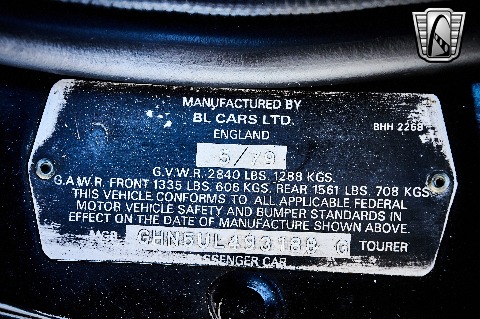 MANUFACTURED BY
BL CARS LTD.
ENGLAND
BHH 2268
5/79
G.V.W.R. 2840 LBS. 1288 KGS.
G.A.W.R. FRONT 1335 LBS. 606 KGS. REAR 1561 LBS. 708 KGS.
THIS VEHICLE CONFORMS TO ALL APPLICABLE FEDERAL
MOTOR VEHICLE SAFETY AND BUMPER STANDARDS IN
EFFECT ON THE DATE OF MANUFACTURE SHOWN ABOVE.
MGB GHN5UL493188 G TOURER
PASSENGER CAR